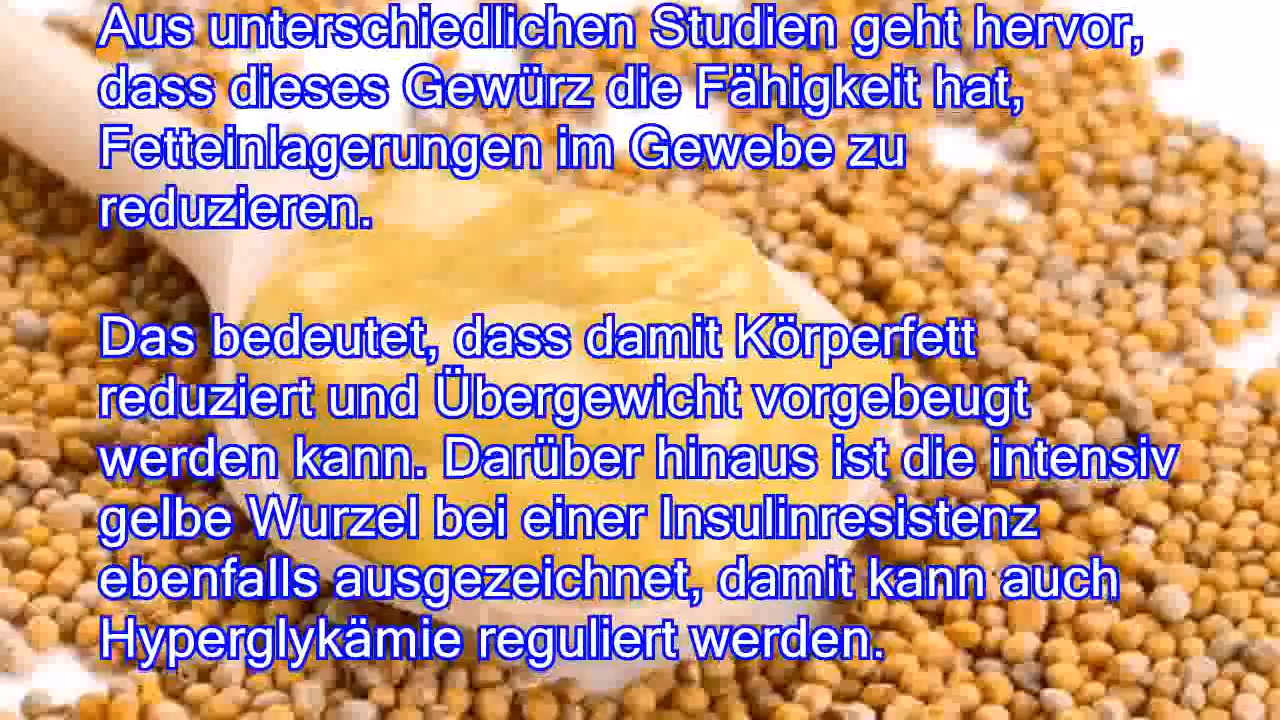 Aus unterschiedlichen Studien geht hervor,
dass dieses Gewürz die Fähigkeit hat,
Fetteinlagerungen im Gewebe zu
reduzieren.
Das bedeutet, dass damit Körperfett
reduziert und Übergewicht vorgebeugt
werden kann. Darüber hinaus ist die intensiv
gelbe Wurzel bei einer Insulinresistenz
ebenfalls ausgezeichnet, damit kann auch
Hyperglykämie reguliert werden.